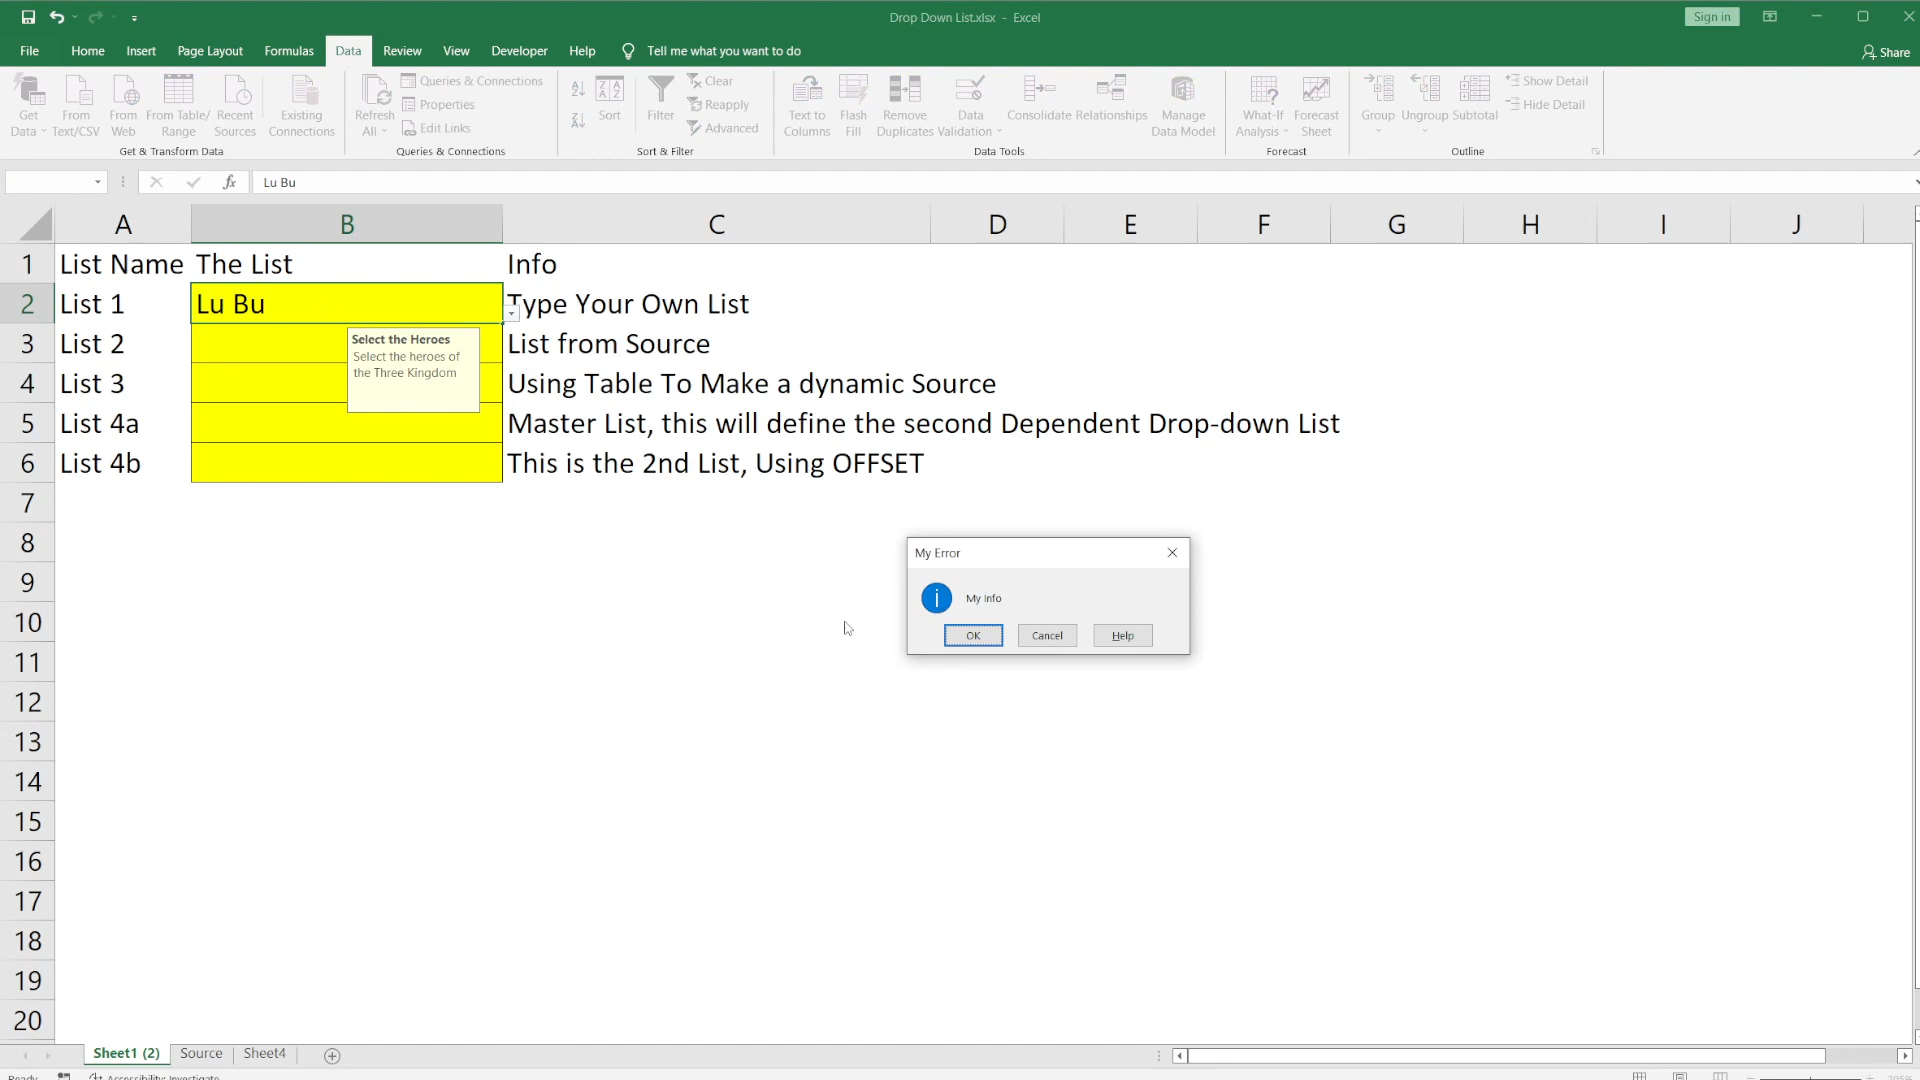 Drop Down List.xlsx - Excel
Sign in
File Home Insert Page Layout Formulas Data Review View Developer Help Tell me what you want to do
Share
Get Data
From Text/CSV
From Web
From Table/ Range
Recent Sources
Existing Connections
Get & Transform Data
Refresh All
Queries & Connections
Properties
Edit Links
Queries & Connections
Sort
Filter
Clear
Reapply
Advanced
Sort & Filter
Text to Columns
Flash Fill
Remove Duplicates
Data Validation
Consolidate
Relationships
Manage Data Model
Data Tools
What-If Analysis
Forecast Sheet
Forecast
Group
Ungroup
Subtotal
Show Detail
Hide Detail
Outline
fx Lu Bu
A B C D E F G H I J
1 List Name The List Info
2 List 1 Lu Bu Type Your Own List
3 List 2 List from Source
4 List 3 Using Table To Make a dynamic Source
5 List 4a Master List, this will define the second Dependent Drop-down List
6 List 4b This is the 2nd List, Using OFFSET
Select the Heroes
Select the heroes of
the Three Kingdom
7
8
9
10
11
12
13
14
15
16
17
18
19
20
My Error
My Info
OK Cancel Help
Sheet1 (2) Source Sheet4
Ready Accessibility: Investigate